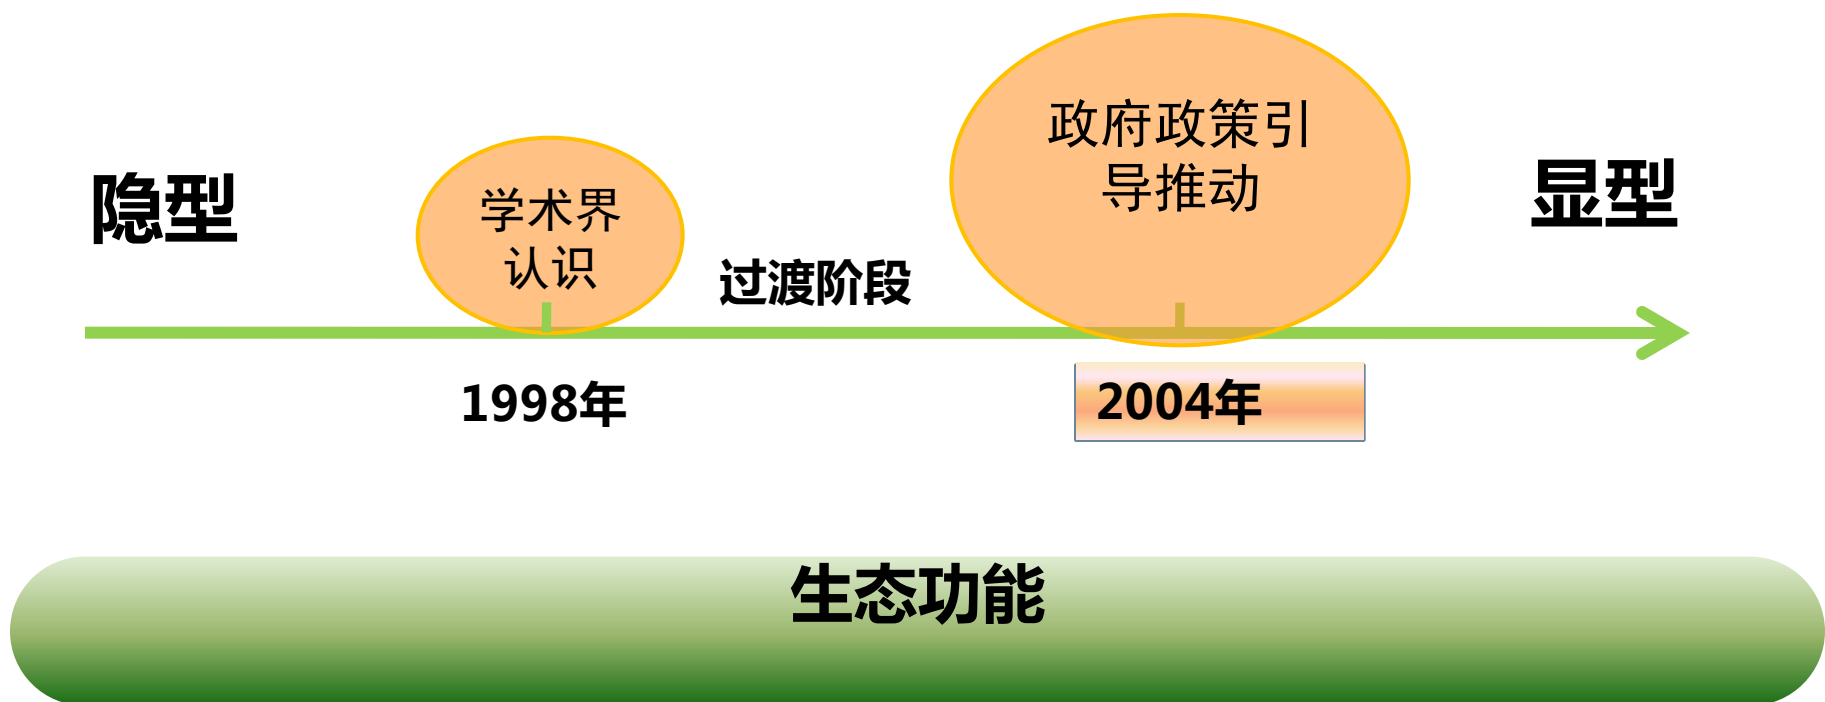 隐型
学术界
认识
过渡阶段
政府政策引
导推动
显型
1998年
2004年
生态功能